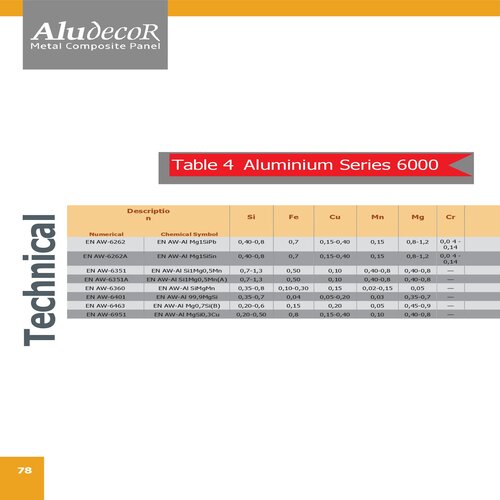 AludecoR
Metal Composite Panel
Table 4 Aluminium Series 6000
Technical
Descriptio
n Si Fe Cu Mn Mg Cr
Numerical Chemical Symbol
EN AW-6262 EN AW-Al Mg1SiPb 0,40-0,8 0,7 0,15-0,40 0,15 0,8-1,2 0,0 4 -
0,14
EN AW-6262A EN AW-Al Mg1SiSn 0,40-0,8 0,7 0,15-0,40 0,15 0,8-1,2 0,0 4 -
0,14
EN AW-6351 EN AW-Al Si1Mg0,5Mn 0,7-1,3 0,50 0,10 0,40-0,8 0,40-0,8 —
EN AW-6351A EN AW-Al Si1Mg0,5Mn(A) 0,7-1,3 0,50 0,10 0,40-0,8 0,40-0,8 —
EN AW-6360 EN AW-Al SiMgMn 0,35-0,8 0,10-0,30 0,15 0,02-0,15 0,05 —
EN AW-6401 EN AW-Al 99,9MgSi 0,35-0,7 0,04 0,05-0,20 0,03 0,35-0,7 —
EN AW-6463 EN AW-Al Mg0,7Si(B) 0,20-0,6 0,15 0,20 0,05 0,45-0,9 —
EN AW-6951 EN AW-Al MgSi0,3Cu 0,20-0,50 0,8 0,15-0,40 0,10 0,40-0,8 —
78